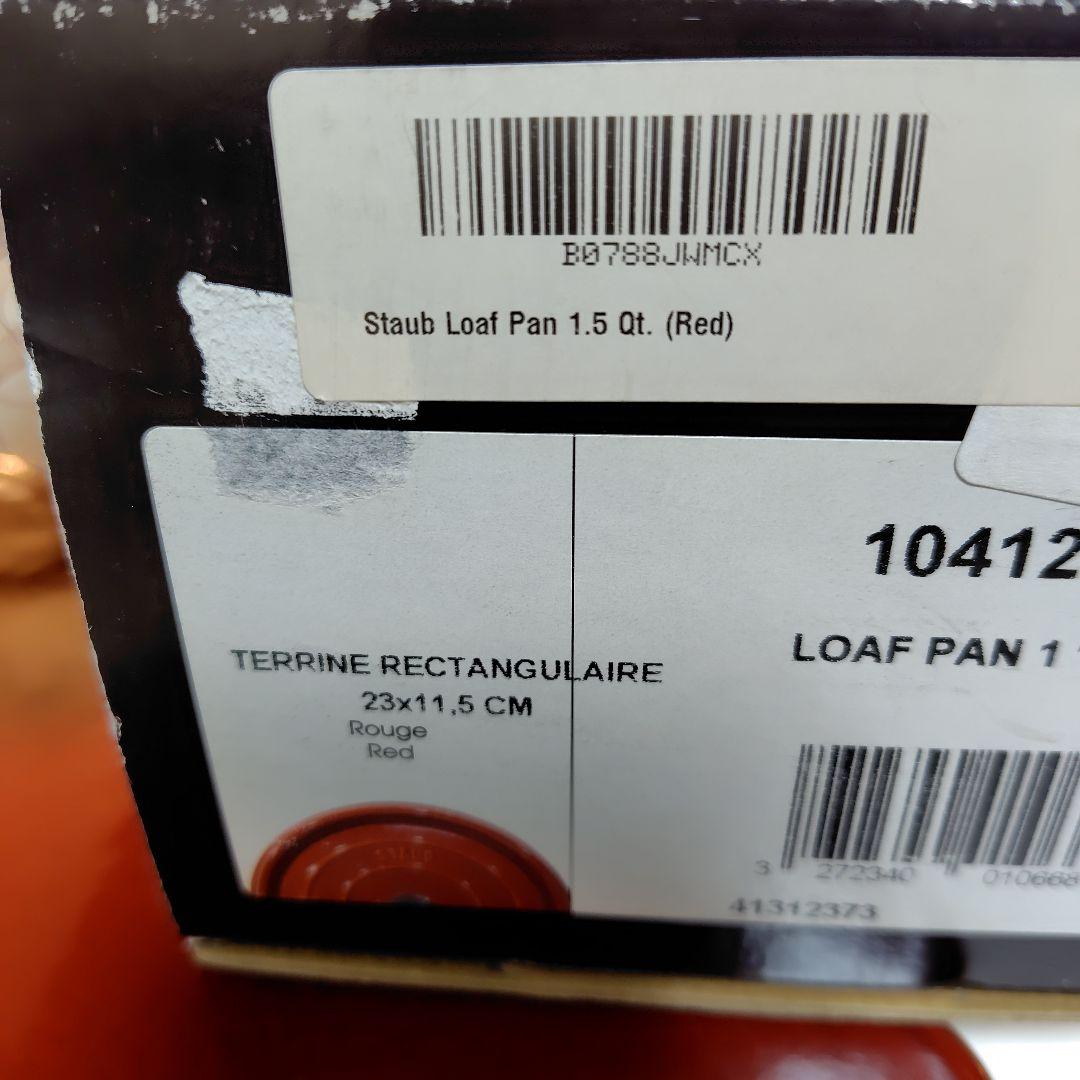 B0788JWMCX
Staub Loaf Pan 1.5 Qt. (Red)
TERRINE RECTANGULAIRE
23x11,5 CM
Rouge
Red
10412
LOAF PAN 1
3 272340 010668
41312373